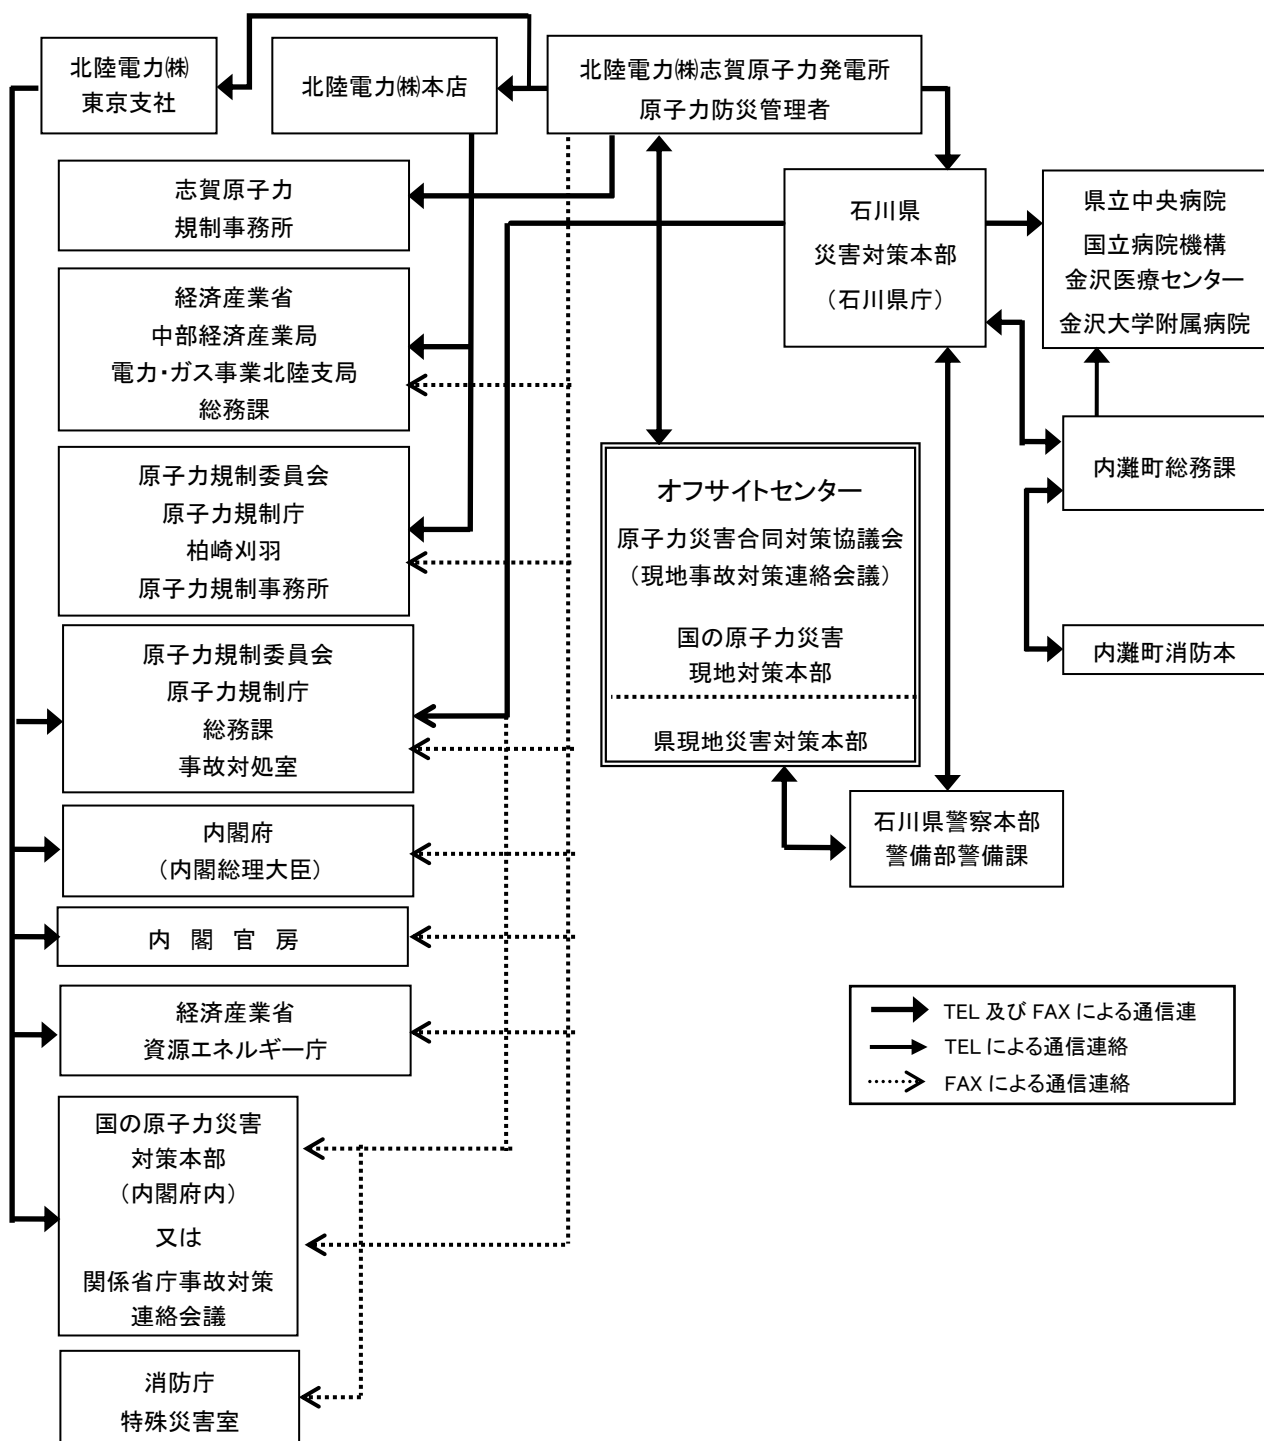 北陸電力㈱
東京支社
北陸電力㈱本店
北陸電力㈱志賀原子力発電所
原子力防災管理者
志賀原子力
規制事務所
石川県
災害対策本部
（石川県庁）
県立中央病院
国立病院機構
金沢医療センター
金沢大学附属病院
経済産業省
中部経済産業局
電力・ガス事業北陸支局
総務課
内灘町総務課
原子力規制委員会
原子力規制庁
柏崎刈羽
原子力規制事務所
オフサイトセンター
原子力災害合同対策協議会
（現地事故対策連絡会議）
国の原子力災害
現地対策本部
県現地災害対策本部
内灘町消防本
原子力規制委員会
原子力規制庁
総務課
事故対処室
石川県警察本部
警備部警備課
内閣府
（内閣総理大臣）
内 閣 官 房
経済産業省
資源エネルギー庁
TEL 及び FAX による通信連
TEL による通信連絡
FAX による通信連絡
国の原子力災害
対策本部
（内閣府内）
又は
関係省庁事故対策
連絡会議
消防庁
特殊災害室